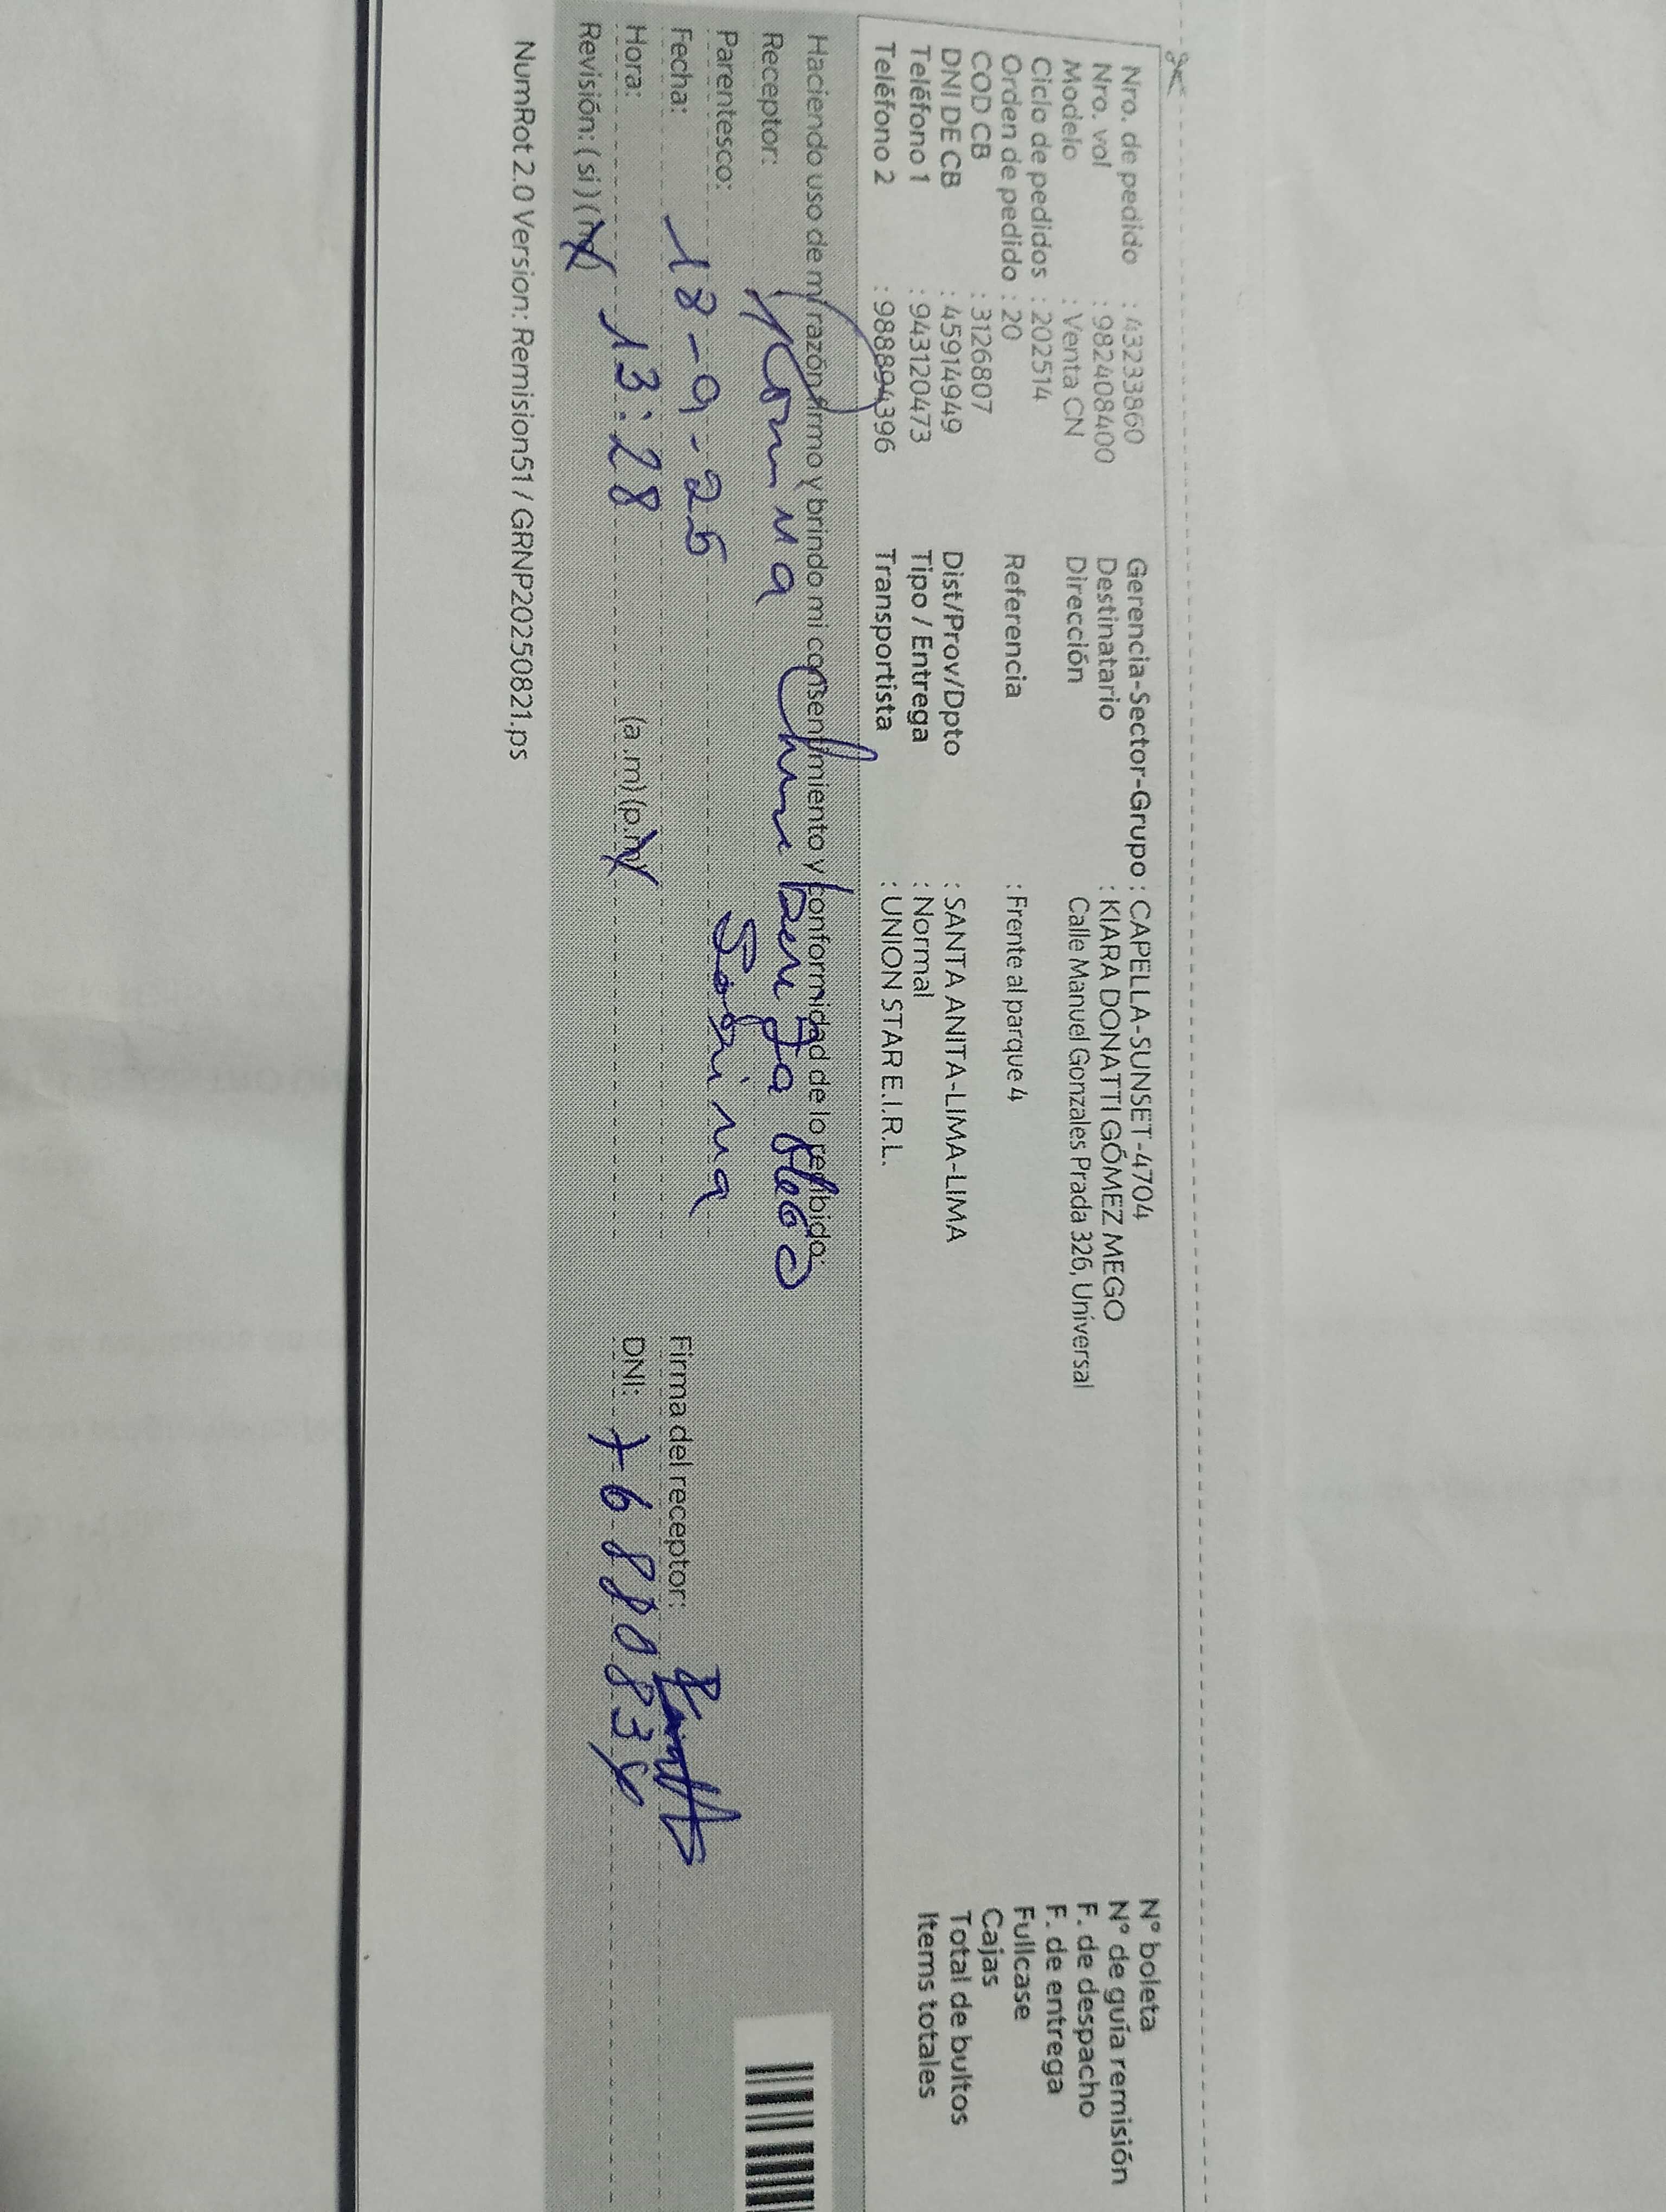 Nro. de pedido : 43233860
Nro. vol : 982408400
Modelo : Venta CN
Ciclo de pedidos : 202514
Orden de pedido : 20
COD CB : 3126807
DNI DE CB : 45914949
Teléfono 1 : 943120473
Teléfono 2 : 988894396
Gerencia-Sector-Grupo : CAPELLA-SUNSET-4704
Destinatario : KIARA DONATTI GÓMEZ MEGO
Dirección Calle Manuel Gonzales Prada 326, Universal
Referencia : Frente al parque 4
Dist/Prov/Dpto : SANTA ANITA-LIMA-LIMA
Tipo / Entrega : Normal
Transportista : UNION STAR E.I.R.L.
Nº boleta
Nº de guía remisión
F. de despacho
F. de entrega
Fullcase
Cajas
Total de bultos
Items totales
Haciendo uso de mi razón firmo y brindo mi consentimiento y conformidad de lo recibido:
Receptor:
Parentesco: Sobrina
Fecha: 18-9-25
Firma del receptor:
Hora: 13:28 (a.m)(p.m)
DNI:
Revisión: (si)(no)
NumRot 2.0 Version: Remision51 / GRNP20250821.ps